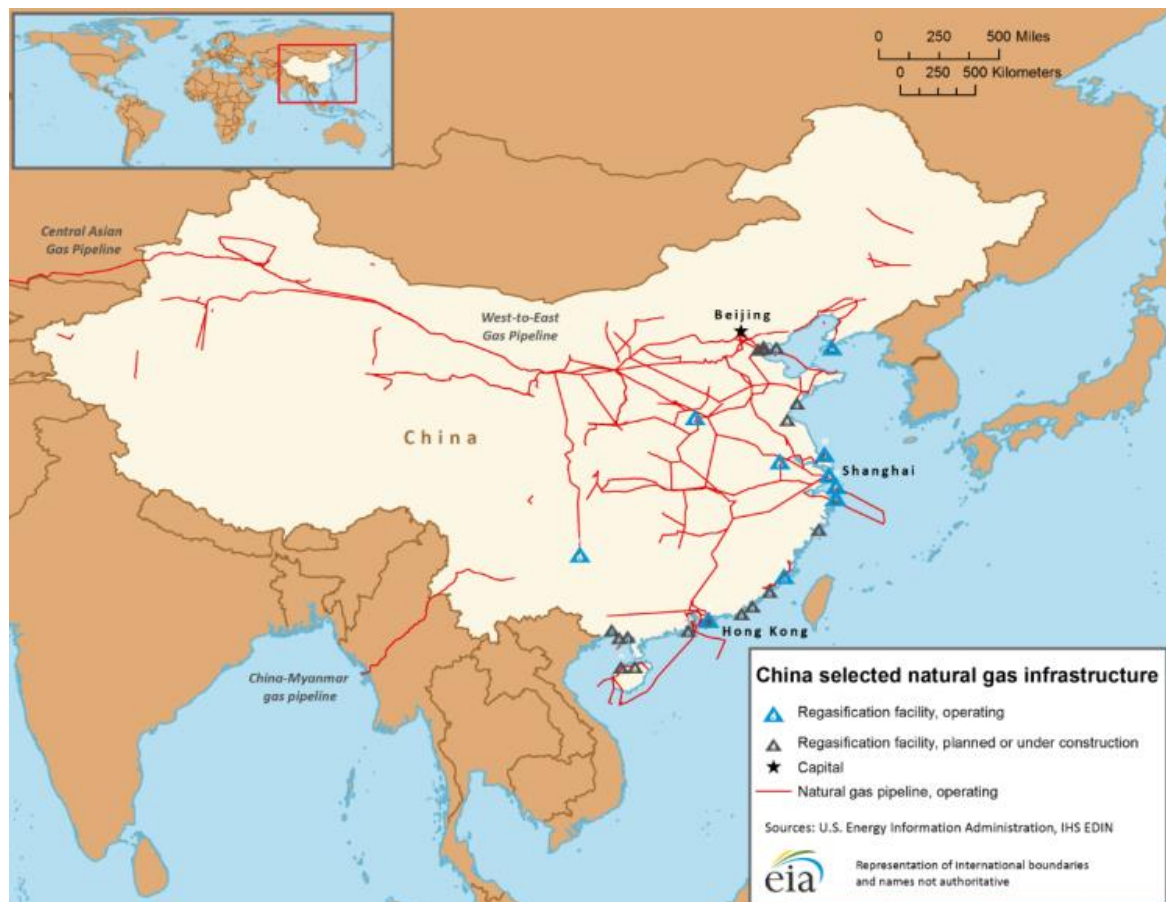 0 250 500 Miles
0 250 500 Kilometers
Central Asian
Gas Pipeline
West-to-East
Gas Pipeline
Beijing
China
Shanghai
Hong Kong
China-Myanmar
gas pipeline
China selected natural gas infrastructure
Regasification facility, operating
Regasification facility, planned or under construction
Capital
Natural gas pipeline, operating
Sources: U.S. Energy Information Administration, IHS EDIN
eia
Representation of international boundaries
and names not authoritative